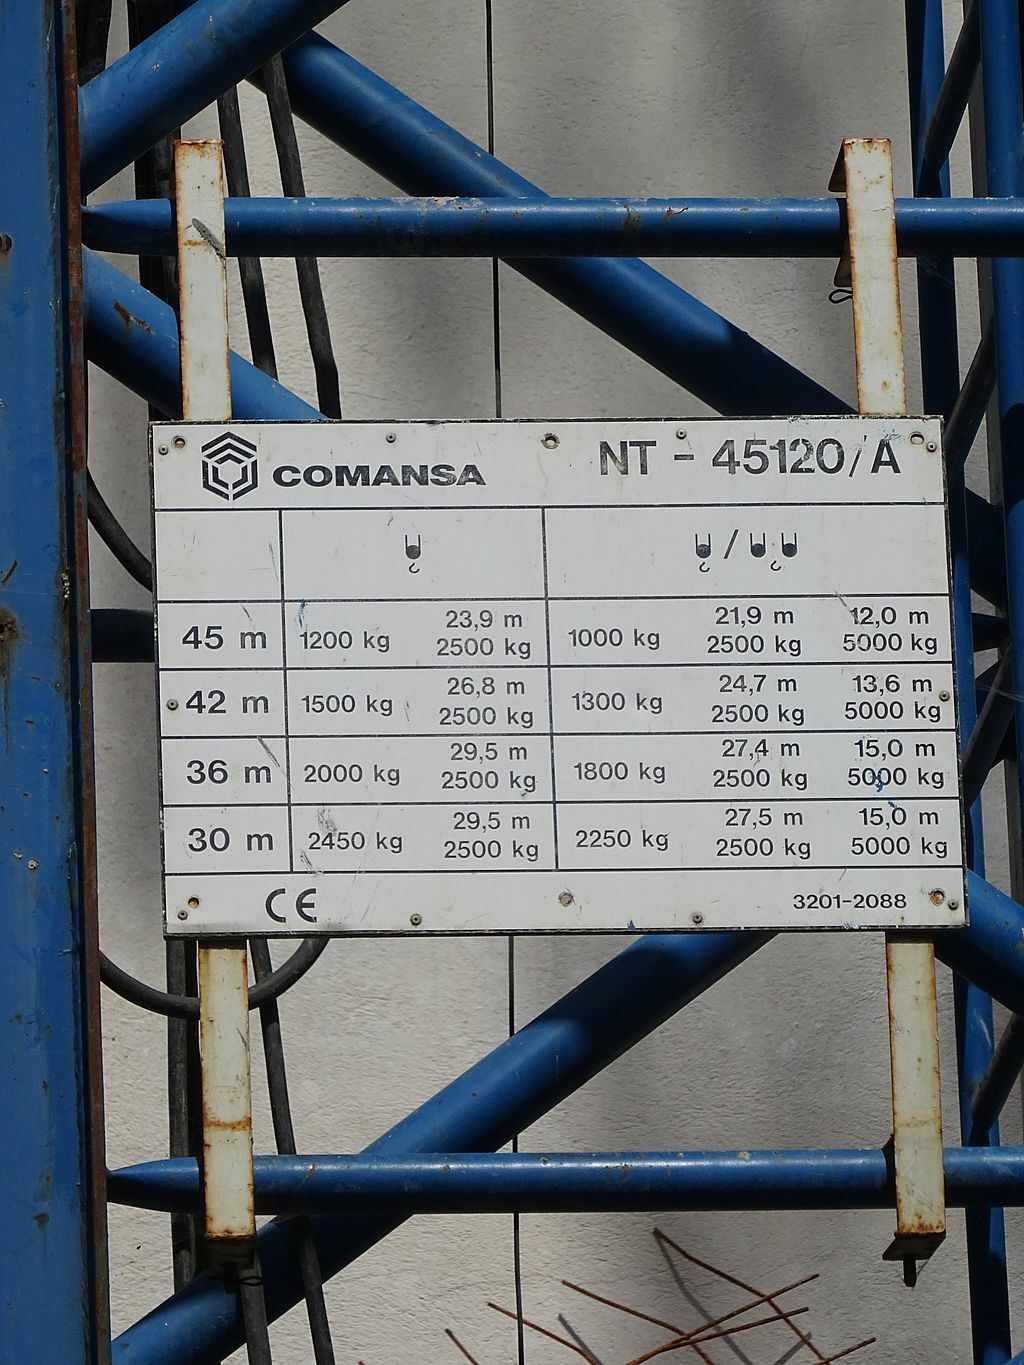 COMANSA NT - 45120/A
45 m 1200 kg 23,9 m 2500 kg 1000 kg 21,9 m 2500 kg 12,0 m 5000 kg
42 m 1500 kg 26,8 m 2500 kg 1300 kg 24,7 m 2500 kg 13,6 m 5000 kg
36 m 2000 kg 29,5 m 2500 kg 1800 kg 27,4 m 2500 kg 15,0 m 5000 kg
30 m 2450 kg 29,5 m 2500 kg 2250 kg 27,5 m 2500 kg 15,0 m 5000 kg
CE 3201-2088